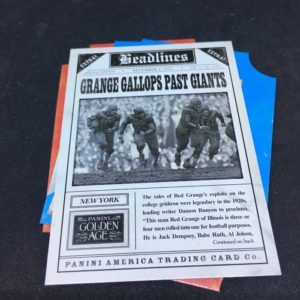 EXTRA!
Headlines
EXTRA!
DECEMBER 6, 1925
GRANGE GALLOPS PAST GIANTS
NEW YORK
PANINI
GOLDEN
AGE
The tales of Red Grange's exploits on the
college gridiron were legendary in the 1920s,
leading writer Damon Runyon to proclaim,
"This man Red Grange of Illinois is three or
four men rolled into one for football purposes.
He is Jack Dempsey, Babe Ruth, Al Jolson,
Continued on back
PANINI AMERICA TRADING CARD Co.